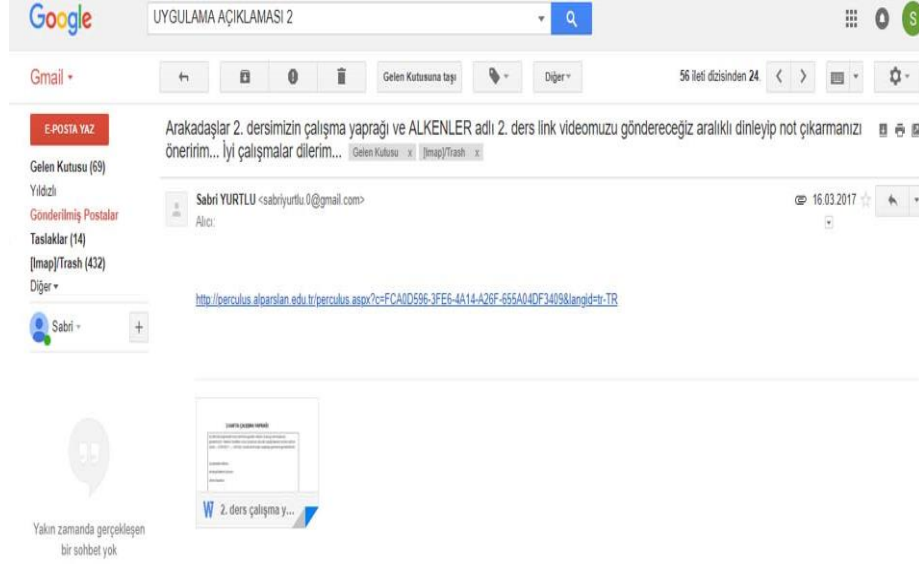 Google
UYGULAMA AÇIKLAMASI 2
S
Gmail
Gelen Kutusuna taşı
Diğer
56 ileti dizisinden 24
E-POSTA YAZ
Arakadaşlar 2. dersimizin çalışma yaprağı ve ALKENLER adlı 2. ders link videomuzu göndereceğiz aralıklı dinleyip not çıkarmanızı
öneririm... İyi çalışmalar dilerim... Gelen Kutusu x [Imap]/Trash x
Gelen Kutusu (69)
Yıldızlı
Gönderilmiş Postalar
Taslaklar (14)
[Imap]/Trash (432)
Diğer
Sabri YURTLU <sabriyurtlu.0@gmail.com>
16.03.2017
Alıcı:
http://perculus.alparslan.edu.tr/perculus.aspx?c=FCA0D596-3FE6-4A14-A26F-655A04DF3409&langid=tr-TR
Sabri
+
W 2. ders çalışma y...
Yakın zamanda gerçekleşen
bir sohbet yok